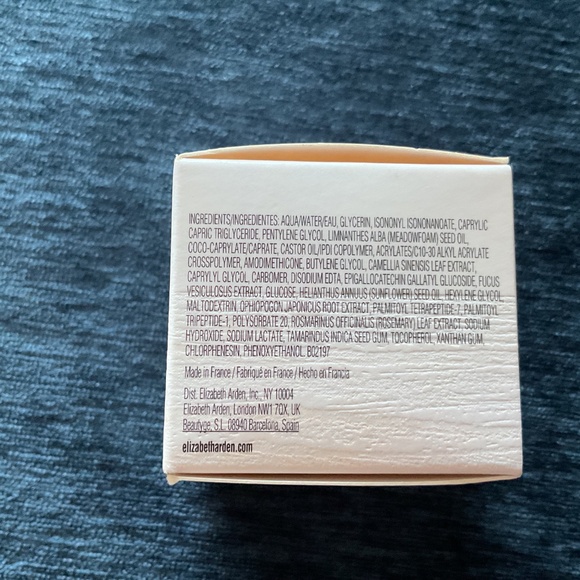 INGREDIENTS/INGREDIENTES: AQUA/WATER/EAU, GLYCERIN, ISONONYL ISONONANOATE, CAPRYLIC
CAPRIC TRIGLYCERIDE, PENTYLENE GLYCOL, LIMNANTHES ALBA (MEADOWFOAM) SEED OIL,
COCO-CAPRYLATE/CAPRATE, CASTOR OIL/IPDI COPOLYMER, ACRYLATES/C10-30 ALKYL ACRYLATE
CROSSPOLYMER, AMODIMETHICONE, BUTYLENE GLYCOL, CAMELLIA SINENSIS LEAF EXTRACT,
CAPRYLYL GLYCOL, CARBOMER, DISODIUM EDTA, EPIGALLOCATECHIN GALLATYL GLUCOSIDE, FUCUS
VESICULOSUS EXTRACT, GLUCOSE, HELIANTHUS ANNUUS (SUNFLOWER) SEED OIL, HEXYLENE GLYCOL,
MALTODEXTRIN, OPHIOPOGON JAPONICUS ROOT EXTRACT, PALMITOYL TETRAPEPTIDE-7, PALMITOYL
TRIPEPTIDE-1, POLYSORBATE 20, ROSMARINUS OFFICINALIS (ROSEMARY) LEAF EXTRACT, SODIUM
HYDROXIDE, SODIUM LACTATE, TAMARINDUS INDICA SEED GUM, TOCOPHEROL, XANTHAN GUM,
CHLORPHENESIN, PHENOXYETHANOL. B02197
Made in France / Fabriqué en France / Hecho en Francia
Dist. Elizabeth Arden, Inc., NY 10004
Elizabeth Arden, London NW1 7QX, UK
Beautyge, S.L. 08940 Barcelona, Spain
elizabetharden.com